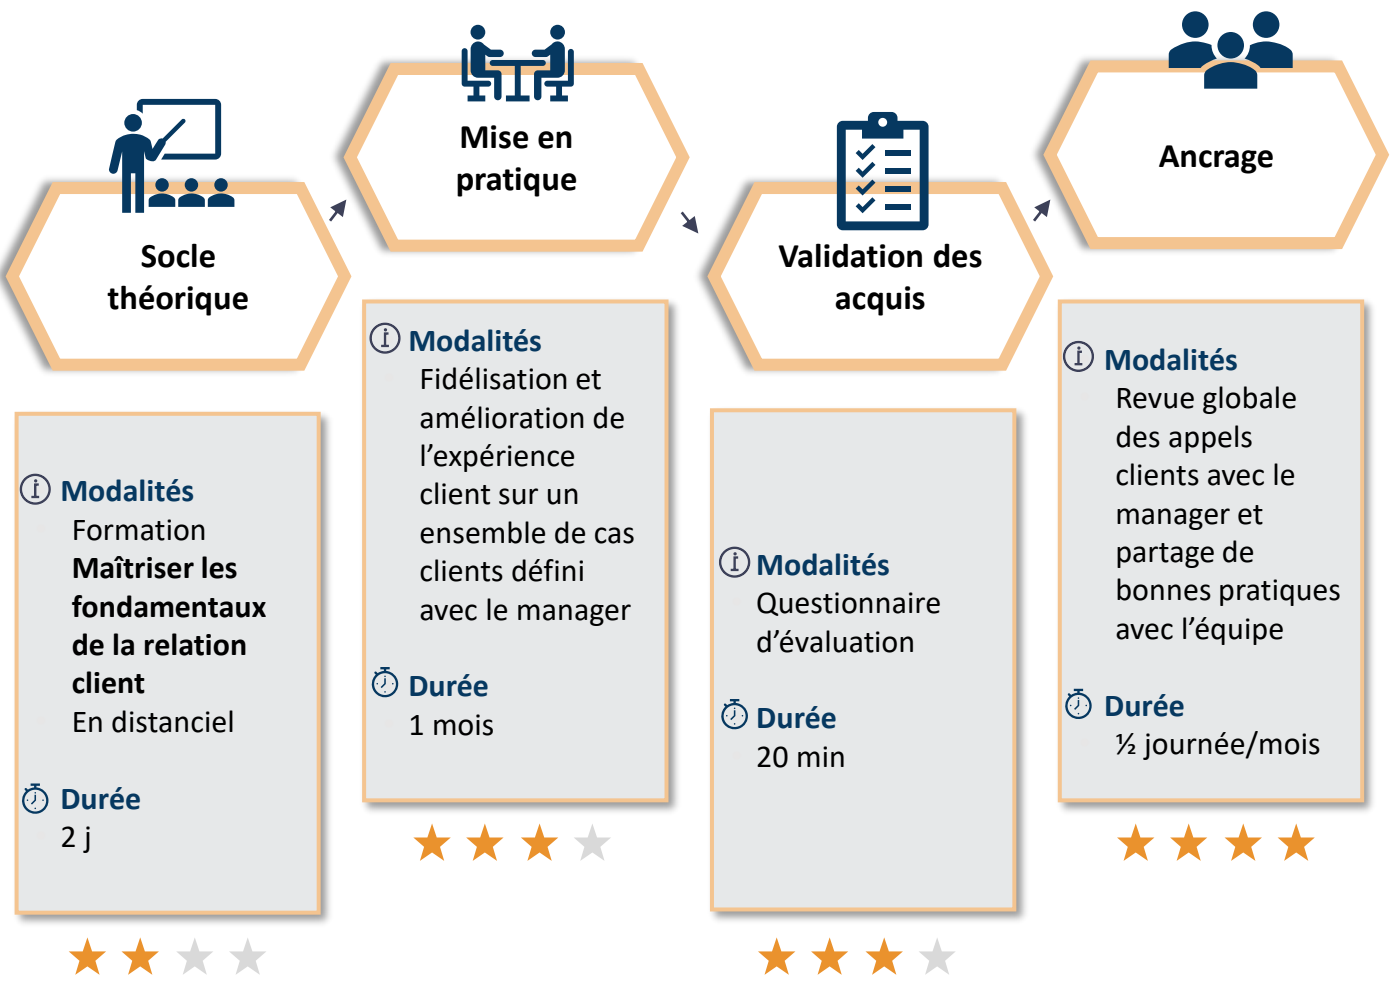 Socle
théorique
Modalités
Formation
Maîtriser les
fondamentaux
de la relation
client
En distanciel
Durée
2 j
Mise en
pratique
Modalités
Fidélisation et
amélioration de
l’expérience
client sur un
ensemble de cas
clients défini
avec le manager
Durée
1 mois
Validation des
acquis
Modalités
Questionnaire
d’évaluation
Durée
20 min
Ancrage
Modalités
Revue globale
des appels
clients avec le
manager et
partage de
bonnes pratiques
avec l’équipe
Durée
½ journée/mois